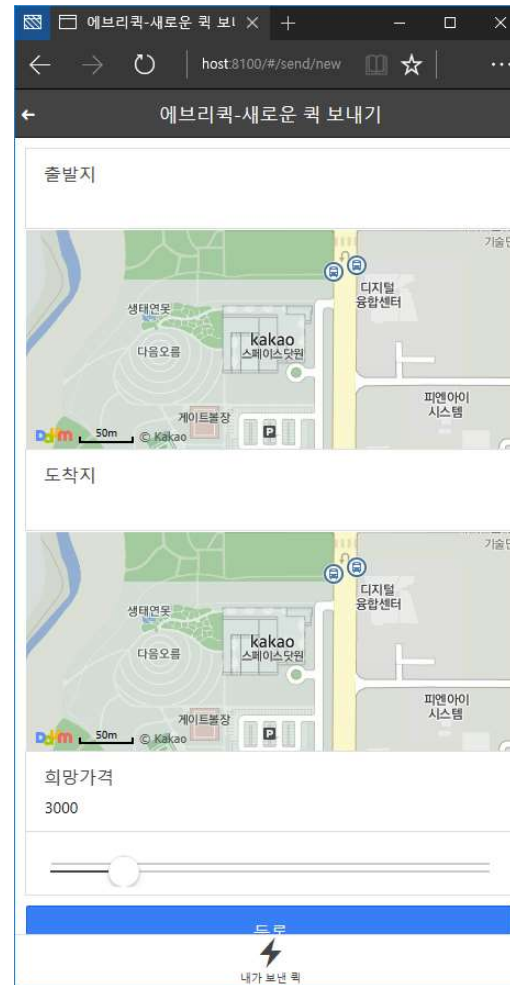 에브리퀵-새로운 퀵 보
host:8100/#/send/new
에브리퀵-새로운 퀵 보내기
출발지
기술
디지털
융합센터
생태연못
kakao
스페이스닷원
다음오름
피엔아이
시스템
게이트볼장
P
Daum 50m © Kakao
도착지
기술
디지털
융합센터
생태연못
kakao
스페이스닷원
다음오름
피엔아이
시스템
게이트볼장
P
Daum 50m © Kakao
희망가격
3000
등록
내가 보낸 퀵